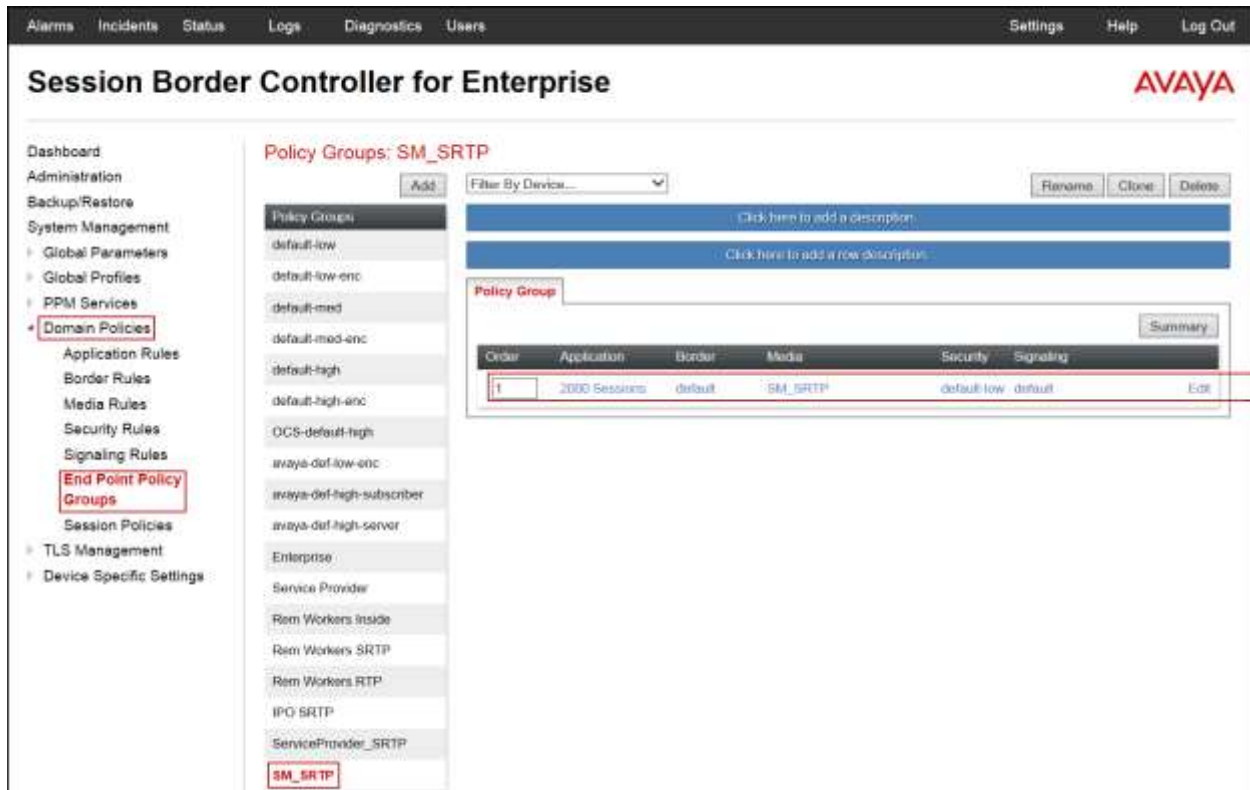 Alarms Incidents Status Logs Diagnostics Users Settings Help Log Out
Session Border Controller for Enterprise
AVAYA
Dashboard
Administration
Backup/Restore
System Management
Global Parameters
Global Profiles
PPM Services
Domain Policies
Application Rules
Border Rules
Media Rules
Security Rules
Signaling Rules
End Point Policy
Groups
Session Policies
TLS Management
Device Specific Settings
Policy Groups: SM_SRTP
Add
Policy Groups
default-low
default-low-enc
default-med
default-med-enc
default-high
default-high-enc
OCS-default-high
avaya-def-low-enc
avaya-def-high-subscriber
avaya-def-high-server
Enterprise
Service Provider
Rem Workers Inside
Rem Workers SRTP
Rem Workers RTP
IPO SRTP
ServiceProvider_SRTP
SM_SRTP
Filter By Device...
Rename Clone Delete
Click here to add a description.
Click here to add a row description.
Policy Group
Summary
Order Application Border Media Security Signaling
1 2000 Sessions default SM_SRTP default-low default Edit